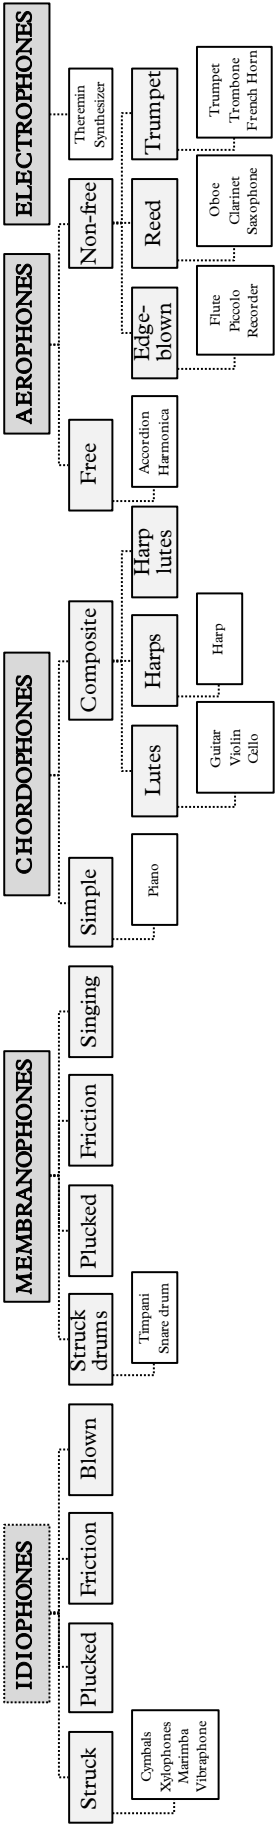 IDIOPHONES
Struck
Cymbals
Xylophones
Marimba
Vibraphone
Plucked
Friction
Blown
MEMBRANOPHONES
Struck
drums
Timpani
Snare drum
Plucked
Friction
Singing
CHORDOPHONES
Simple
Piano
Composite
Lutes
Guitar
Violin
Cello
Harps
Harp
Harp
lutes
AEROPHONES
Free
Accordion
Harmonica
Non-free
Edge-
blown
Flute
Piccolo
Recorder
Reed
Oboe
Clarinet
Saxophone
Trumpet
Trumpet
Trombone
French Horn
ELECTROPHONES
Theremin
Synthesizer